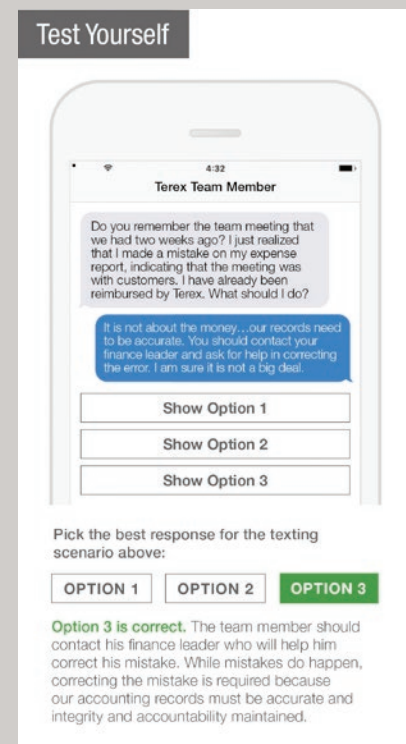 Test Yourself
4:32
Terex Team Member
Do you remember the team meeting that
we had two weeks ago? I just realized
that I made a mistake on my expense
report, indicating that the meeting was
with customers. I have already been
reimbursed by Terex. What should I do?
It is not about the money…our records need
to be accurate. You should contact your
finance leader and ask for help in correcting
the error. I am sure it is not a big deal.
Show Option 1
Show Option 2
Show Option 3
Pick the best response for the texting
scenario above:
OPTION 1 OPTION 2 OPTION 3
Option 3 is correct. The team member should
contact his finance leader who will help him
correct his mistake. While mistakes do happen,
correcting the mistake is required because
our accounting records must be accurate and
integrity and accountability maintained.